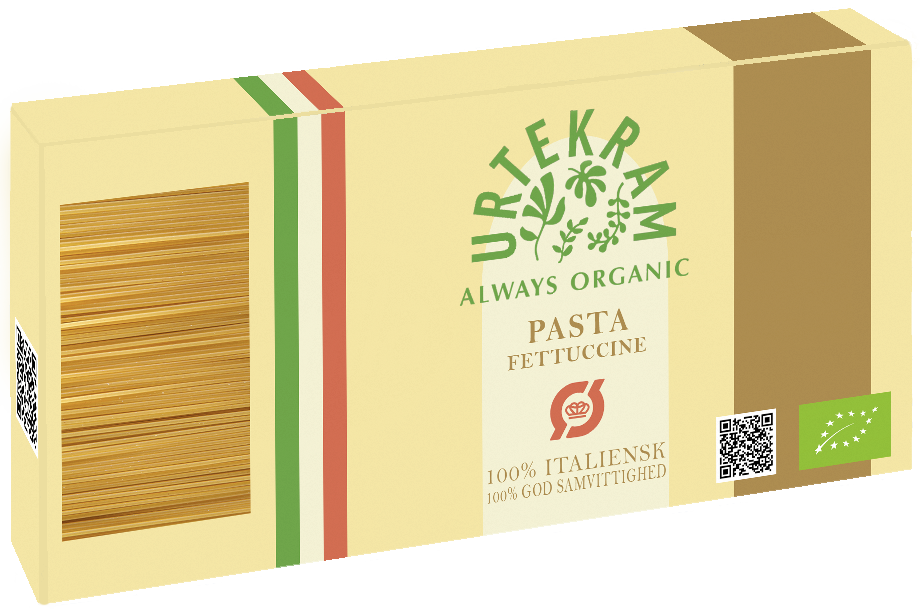 URTEKRAM
ALWAYS ORGANIC
PASTA
FETTUCCINE
100% ITALIENSK
100% GOD SAMVITTIGHED